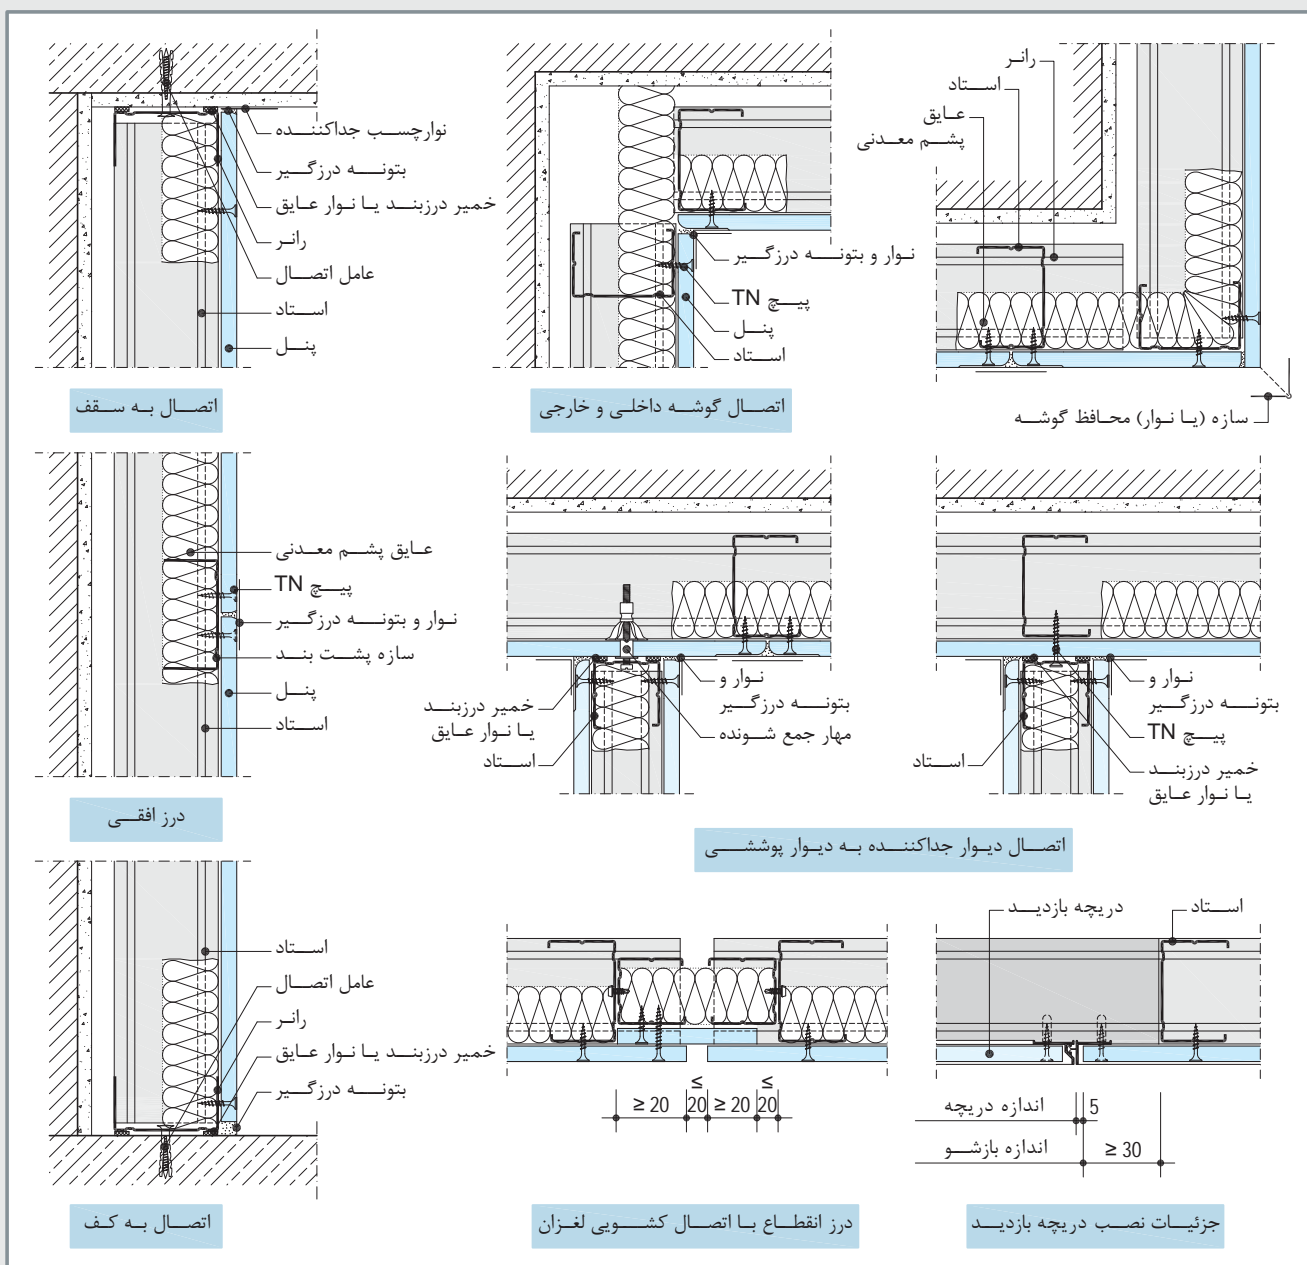 رانر
استاد
عایق
پشم معدنی
سازه (یا نوار) محافظ گوشه
نوار و بتونه درزگیر
پیچ TN
پنل
استاد
اتصال گوشه داخلی و خارجی
نوارچسب جداکننده
بتونه درزگیر
خمیر درزبند یا نوار عایق
رانر
عامل اتصال
استاد
پنل
اتصال به سقف
نوار و
بتونه درزگیر
پیچ TN
خمیر درزبند
یا نوار عایق
استاد
نوار و
بتونه درزگیر
مهار جمع شونده
خمیر درزبند
یا نوار عایق
استاد
اتصال دیوار جداکننده به دیوار پوششی
عایق پشم معدنی
پیچ TN
نوار و بتونه درزگیر
سازه پشت بند
پنل
استاد
درز افقی
استاد
دریچه بازدید
اندازه دریچه
5
اندازه بازشو
≥ 30
جزئیات نصب دریچه بازدید
≥ 20
≤
20
≥ 20
≤
20
درز انقطاع با اتصال کشویی لغزان
استاد
عامل اتصال
رانر
خمیر درزبند یا نوار عایق
بتونه درزگیر
اتصال به کف